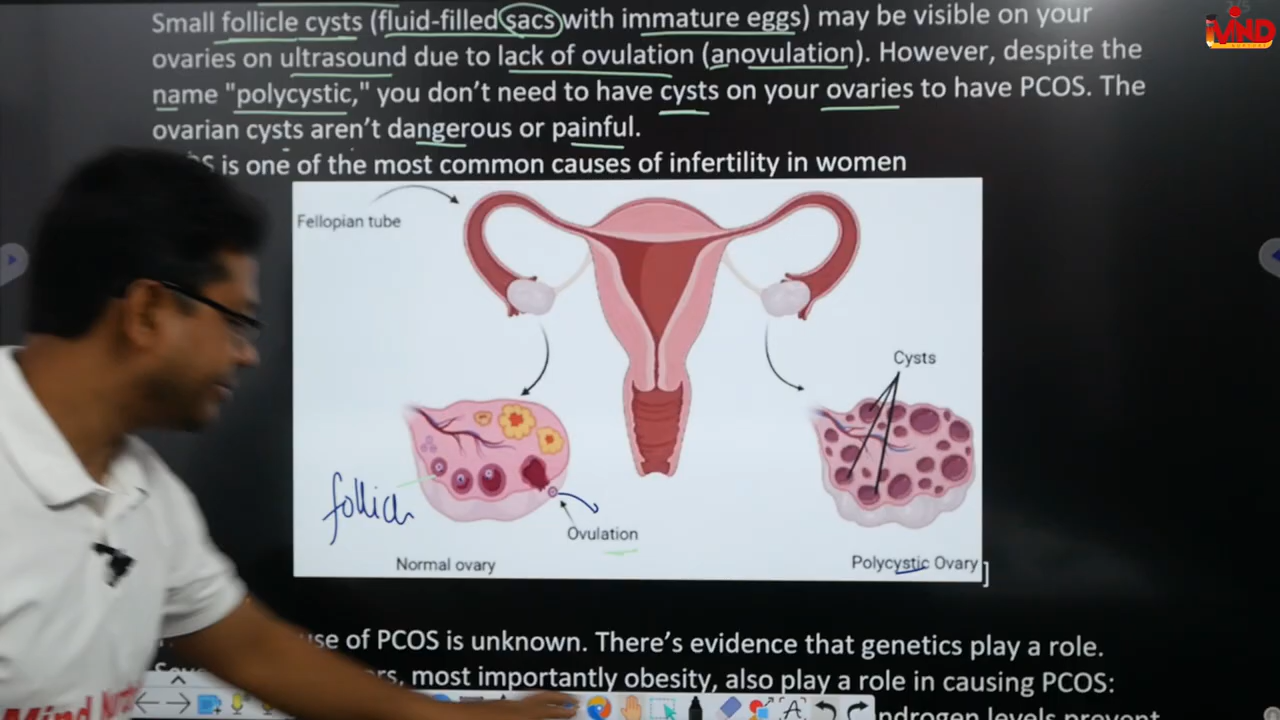 Small follicle cysts (fluid-filled sacs with immature eggs) may be visible on your
ovaries on ultrasound due to lack of ovulation (anovulation). However, despite the
name "polycystic," you don't need to have cysts on your ovaries to have PCOS. The
ovarian cysts aren't dangerous or painful.
is one of the most common causes of infertility in women
Fellopian tube
Cysts
Ovulation
Normal ovary
Polycystic Ovary
of PCOS is unknown. There's evidence that genetics play a role.
most importantly obesity, also play a role in causing PCOS:
levels prevent
MIND